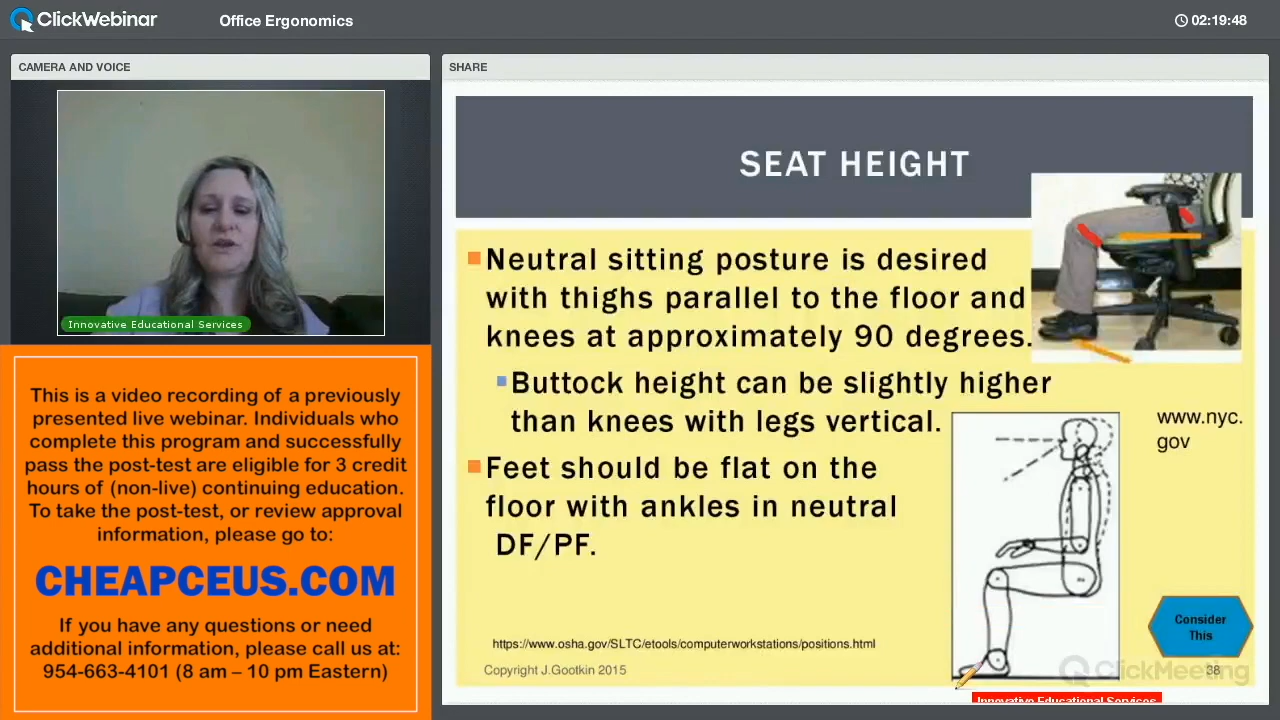 ClickWebinar
Office Ergonomics
02:19:48
CAMERA AND VOICE
Innovative Educational Services
This is a video recording of a previously
presented live webinar. Individuals who
complete this program and successfully
pass the post-test are eligible for 3 credit
hours of (non-live) continuing education.
To take the post-test, or review approval
information, please go to:
CHEAPCEUS.COM
If you have any questions or need
additional information, please call us at:
954-663-4101 (8 am – 10 pm Eastern)
SHARE
SEAT HEIGHT
Neutral sitting posture is desired
with thighs parallel to the floor and
knees at approximately 90 degrees.
Buttock height can be slightly higher
than knees with legs vertical.
www.nyc.
gov
Feet should be flat on the
floor with ankles in neutral
DF/PF.
Consider
This
https://www.osha.gov/SLTC/etools/computerworkstations/positions.html
Copyright J.Gootkin 2015
ClickMeeting
38
Innovative Educational Services